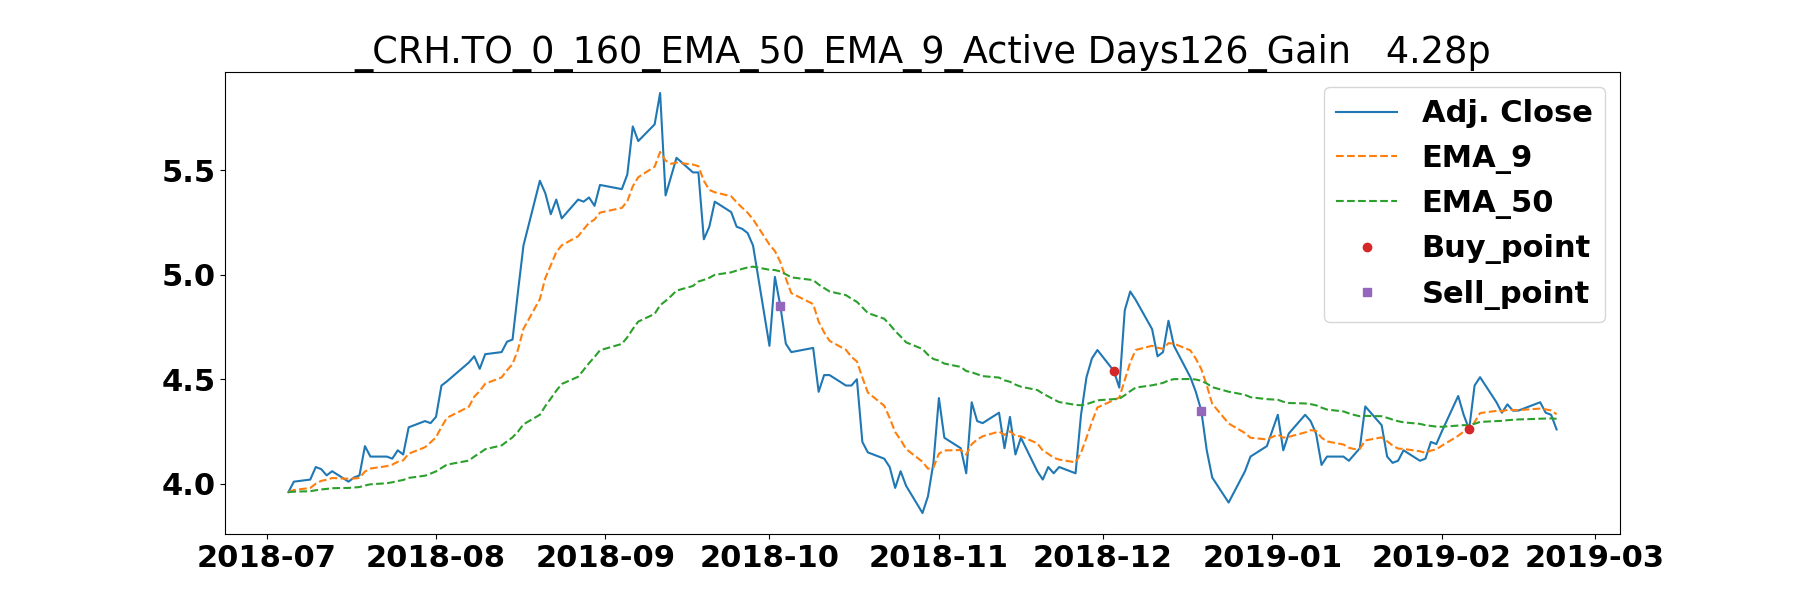 _CRH.TO_0_160_EMA_50_EMA_9_Active Days126_Gain   4.28p
Adj. Close
EMA_9
EMA_50
Buy_point
Sell_point
5.5
5.0
4.5
4.0
2018-07 2018-08 2018-09 2018-10 2018-11 2018-12 2019-01 2019-02 2019-03